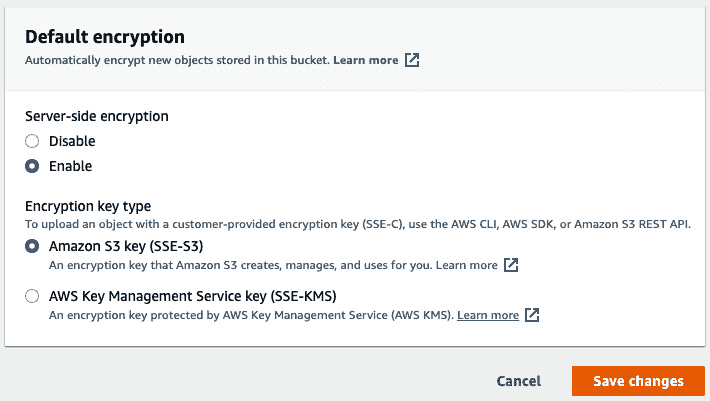 Default encryption
Automatically encrypt new objects stored in this bucket. Learn more
Server-side encryption
Disable
Enable
Encryption key type
To upload an object with a customer-provided encryption key (SSE-C), use the AWS CLI, AWS SDK, or Amazon S3 REST API.
Amazon S3 key (SSE-S3)
An encryption key that Amazon S3 creates, manages, and uses for you. Learn more
AWS Key Management Service key (SSE-KMS)
An encryption key protected by AWS Key Management Service (AWS KMS). Learn more
Cancel Save changes